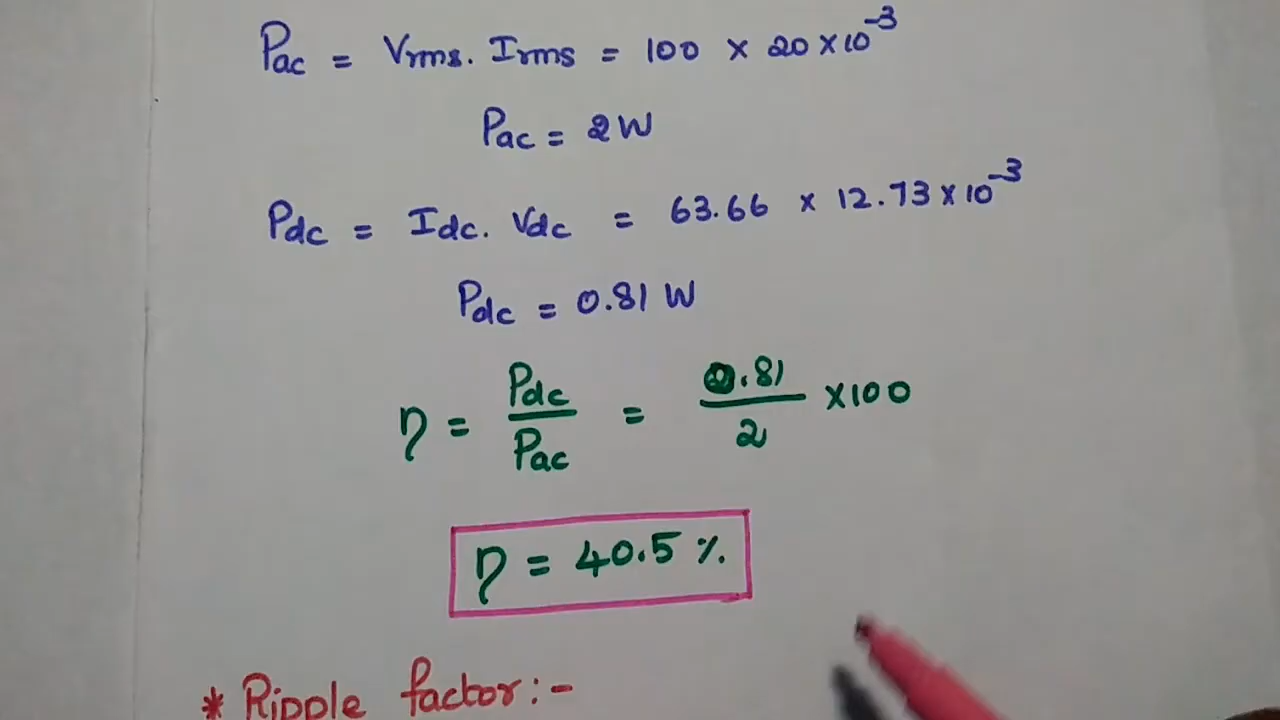 Pac = Vrms. Irms = 100 × 20×10⁻³
Pac = 2W
Pdc = Idc. Vdc = 63.66 × 12.73×10⁻³
Pdc = 0.81 W
η = Pdc/Pac = 0.81/2 ×100
η = 40.5 %
* Ripple factor:-